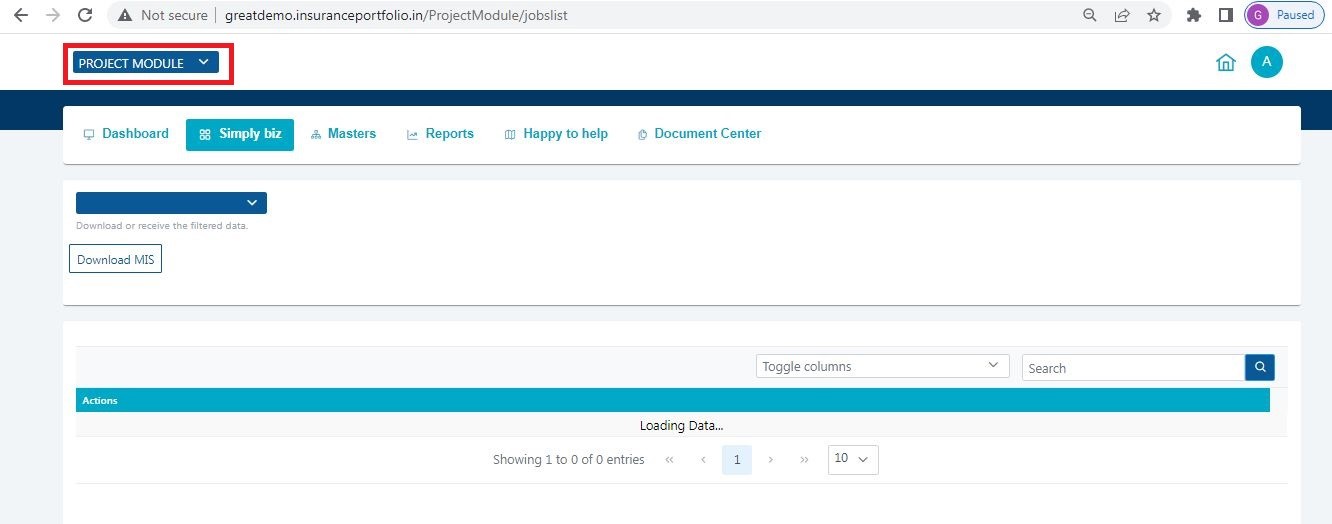 Not secure greatdemo.insuranceportfolio.in/ProjectModule/jobslist G Paused
PROJECT MODULE A
Dashboard Simply biz Masters Reports Happy to help Document Center
Download or receive the filtered data.
Download MIS
Toggle columns Search
Actions
Loading Data...
Showing 1 to 0 of 0 entries « ‹ 1 › » 10